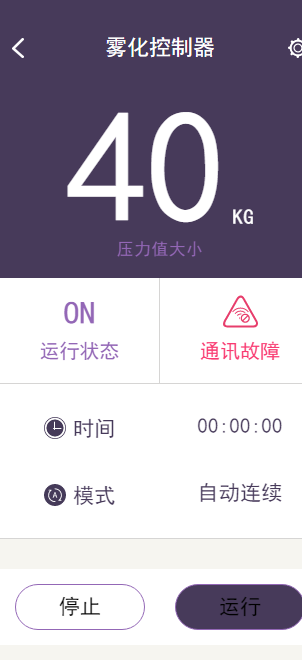 雾化控制器
40 KG
压力值大小
ON
运行状态
通讯故障
时间 00:00:00
模式 自动连续
停止 运行